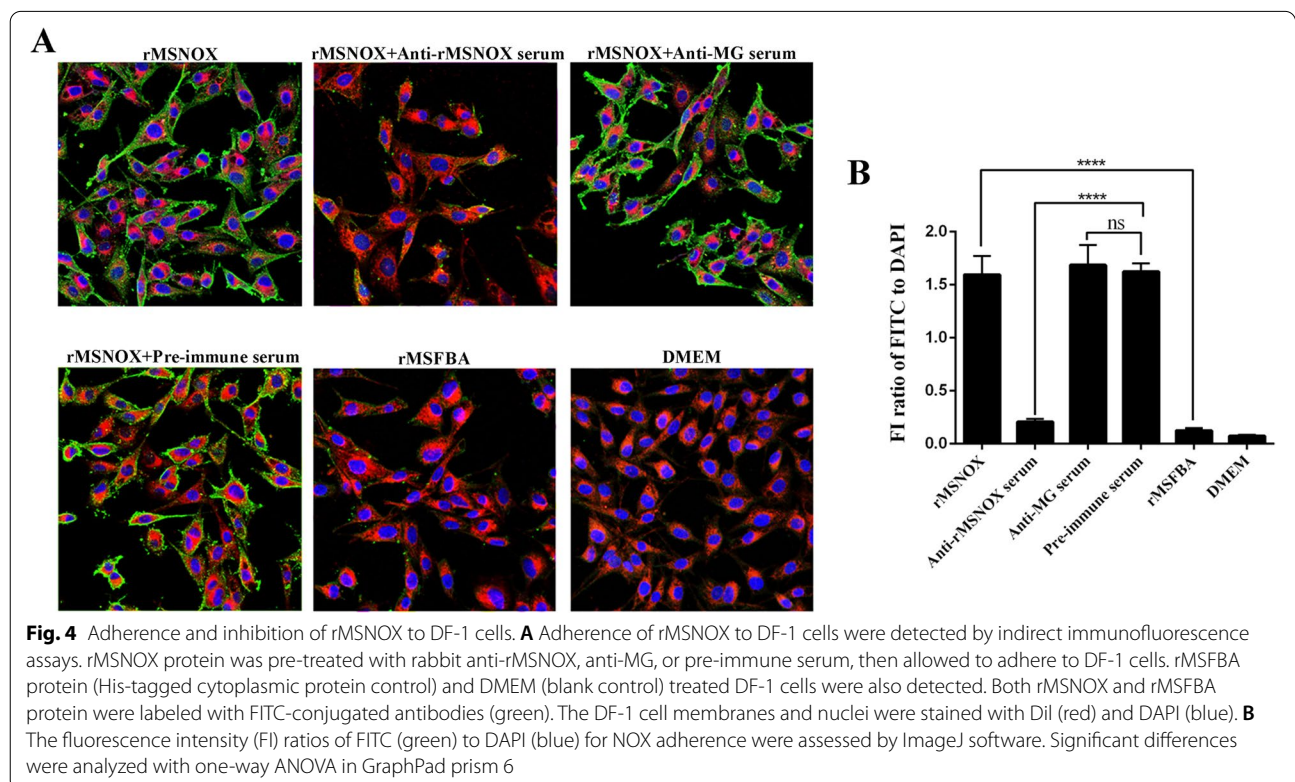 A
rMSNOX
rMSNOX+Anti-rMSNOX serum
rMSNOX+Anti-MG serum
rMSNOX+Pre-immune serum
rMSFBA
DMEM
B
****
****
ns
FI ratio of FITC to DAPI
2.0
1.5
1.0
0.5
0.0
rMSNOX
Anti-rMSNOX serum
Anti-MG serum
Pre-immune serum
rMSFBA
DMEM
Fig. 4 Adherence and inhibition of rMSNOX to DF-1 cells. A Adherence of rMSNOX to DF-1 cells were detected by indirect immunofluorescence
assays. rMSNOX protein was pre-treated with rabbit anti-rMSNOX, anti-MG, or pre-immune serum, then allowed to adhere to DF-1 cells. rMSFBA
protein (His-tagged cytoplasmic protein control) and DMEM (blank control) treated DF-1 cells were also detected. Both rMSNOX and rMSFBA
protein were labeled with FITC-conjugated antibodies (green). The DF-1 cell membranes and nuclei were stained with Dil (red) and DAPI (blue). B
The fluorescence intensity (FI) ratios of FITC (green) to DAPI (blue) for NOX adherence were assessed by ImageJ software. Significant differences
were analyzed with one-way ANOVA in GraphPad prism 6